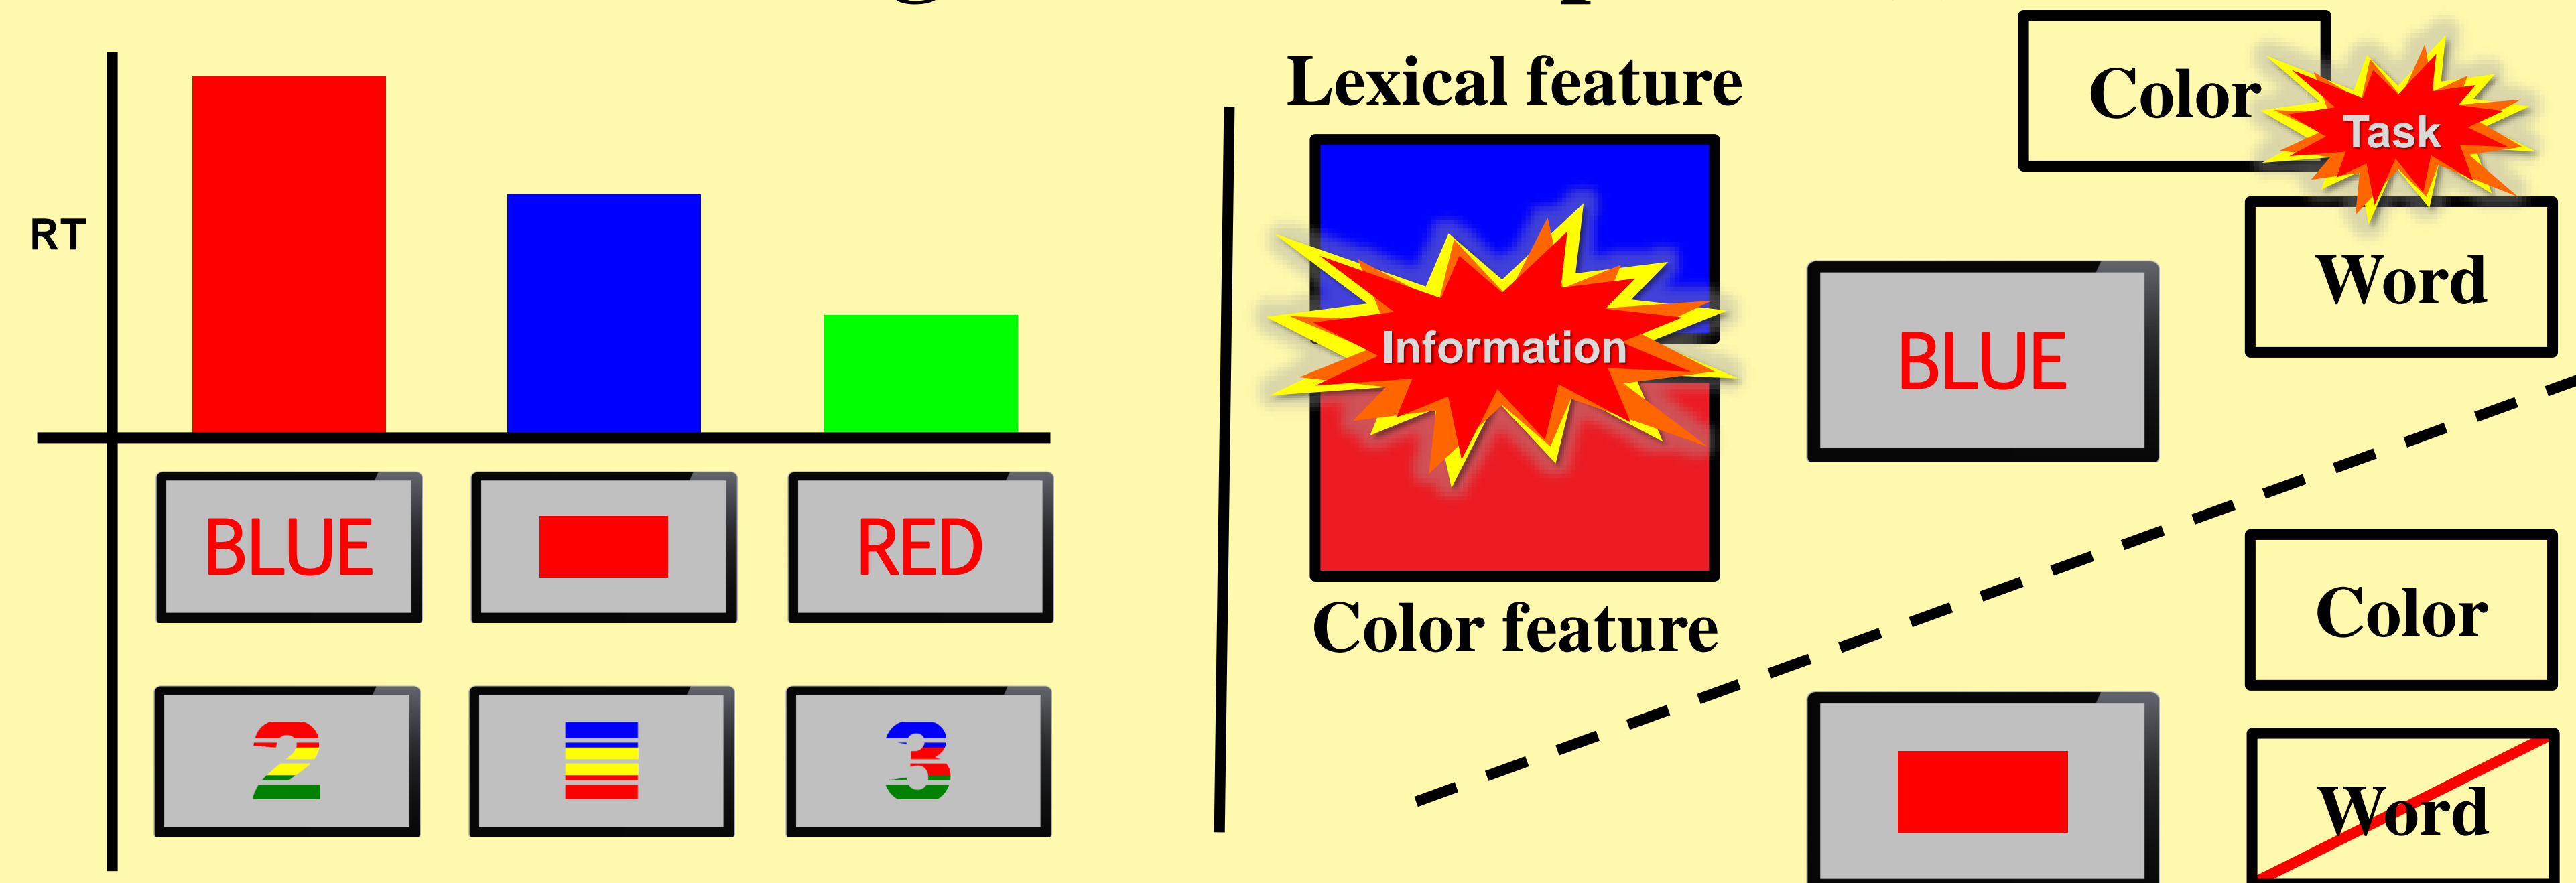 RT
BLUE
RED
2
3
Lexical feature
Information
Color feature
Color
Task
Word
BLUE
Color
Word